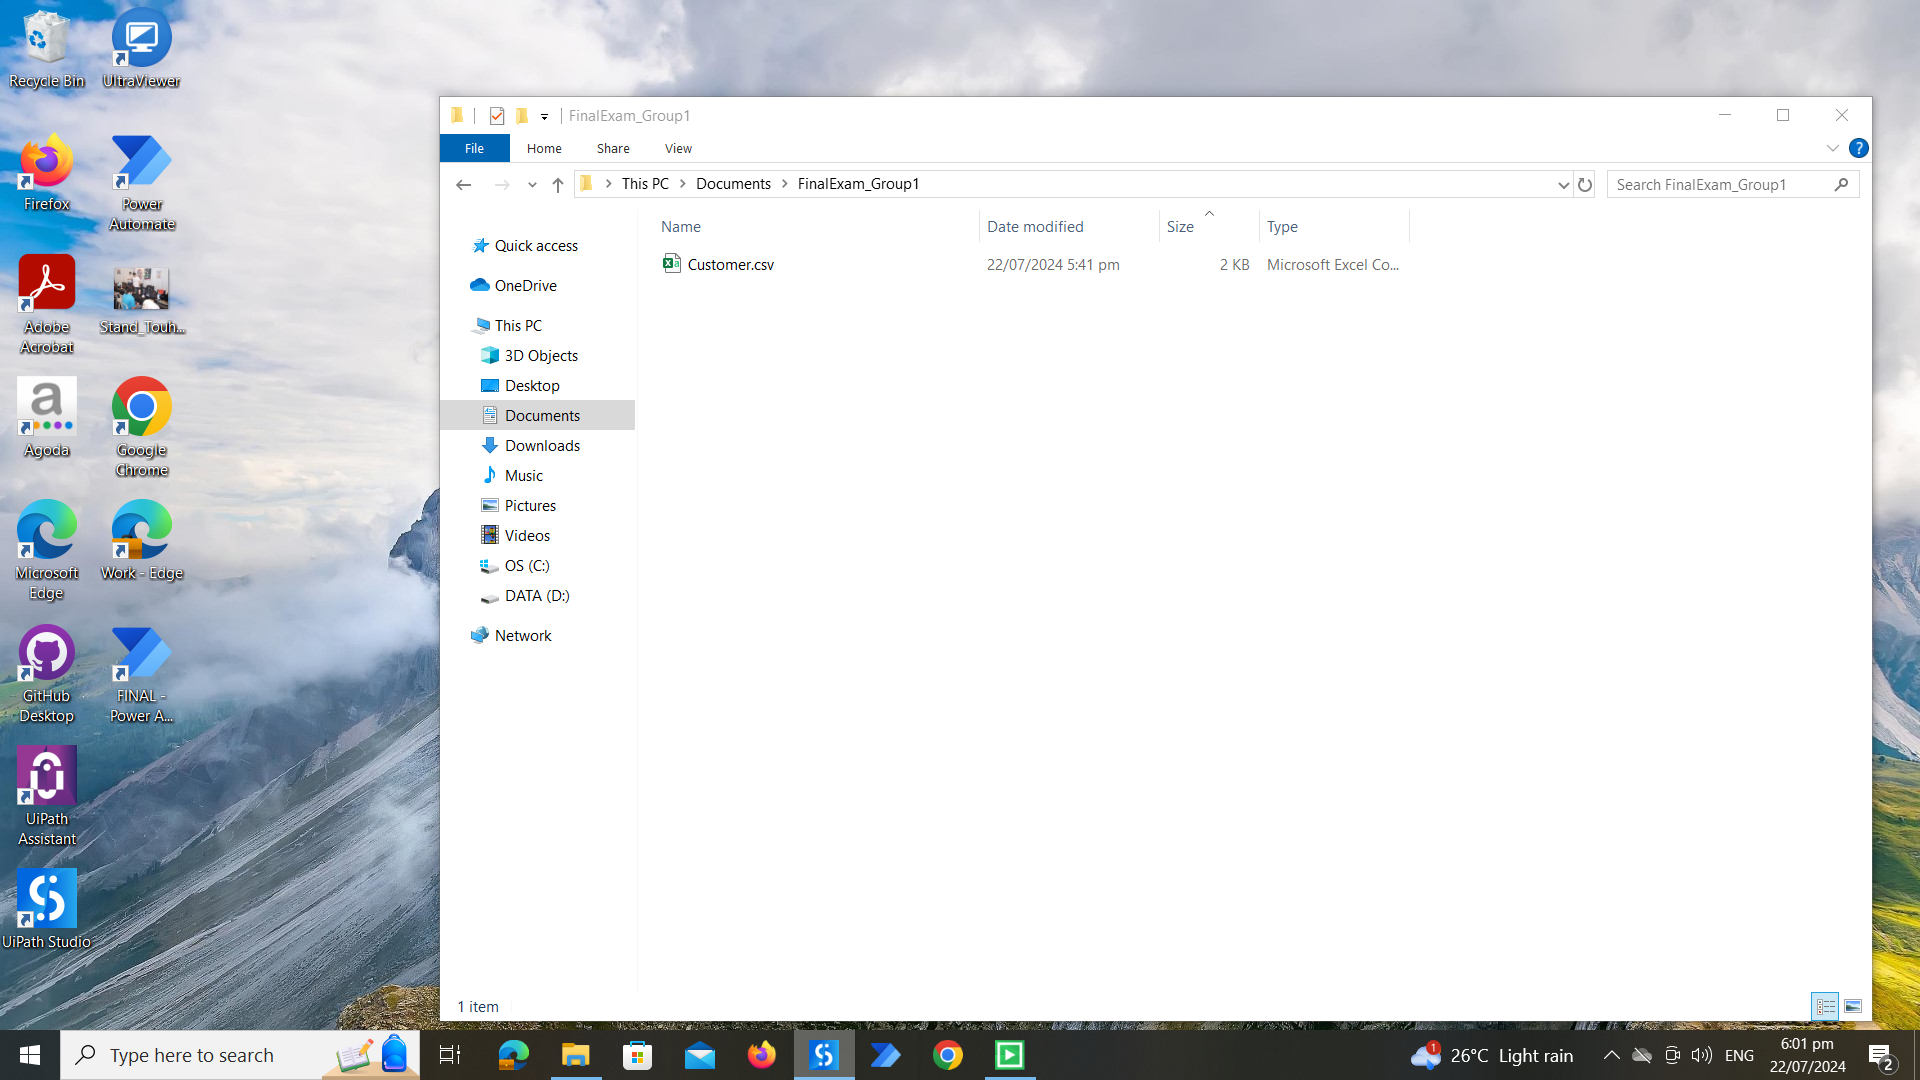 Recycle Bin
UltraViewer
Firefox
Power
Automate
Adobe
Acrobat
Stand_Touh...
a
Agoda
Google
Chrome
Microsoft
Edge
Work - Edge
GitHub
Desktop
FINAL -
Power A...
UiPath
Assistant
UiPath Studio
FinalExam_Group1
File
Home
Share
View
?
This PC
Documents
FinalExam_Group1
Search FinalExam_Group1
Name
Date modified
Size
Type
Customer.csv
22/07/2024 5:41 pm
2 KB
Microsoft Excel Co...
Quick access
OneDrive
This PC
3D Objects
Desktop
Documents
Downloads
Music
Pictures
Videos
OS (C:)
DATA (D:)
Network
1 item
Type here to search
1
26°C Light rain
ENG
6:01 pm
22/07/2024
2